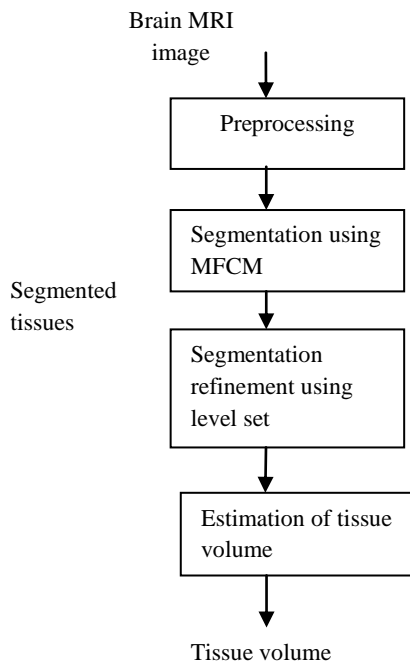 Brain MRI
image
Preprocessing
Segmentation using
MFCM
Segmented
tissues
Segmentation
refinement using
level set
Estimation of tissue
volume
Tissue volume